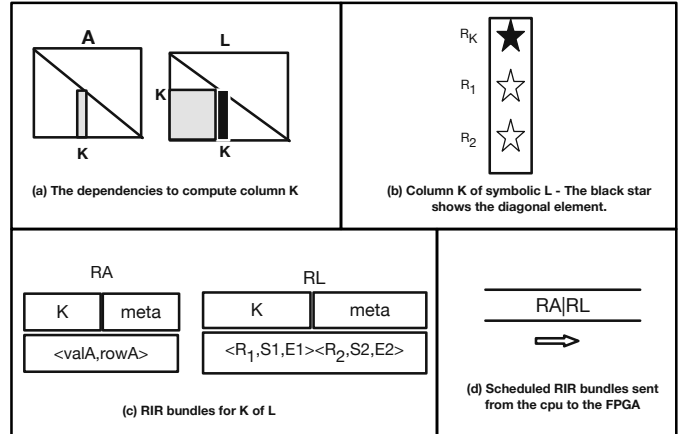 A
L
K
K
K
(a) The dependencies to compute column K
R_K
R_1
R_2
(b) Column K of symbolic L - The black star
shows the diagonal element.
RA
K meta
<valA,rowA>
RL
K meta
<R_1,S1,E1><R_2,S2,E2>
(c) RIR bundles for K of L
RA|RL
(d) Scheduled RIR bundles sent
from the cpu to the FPGA